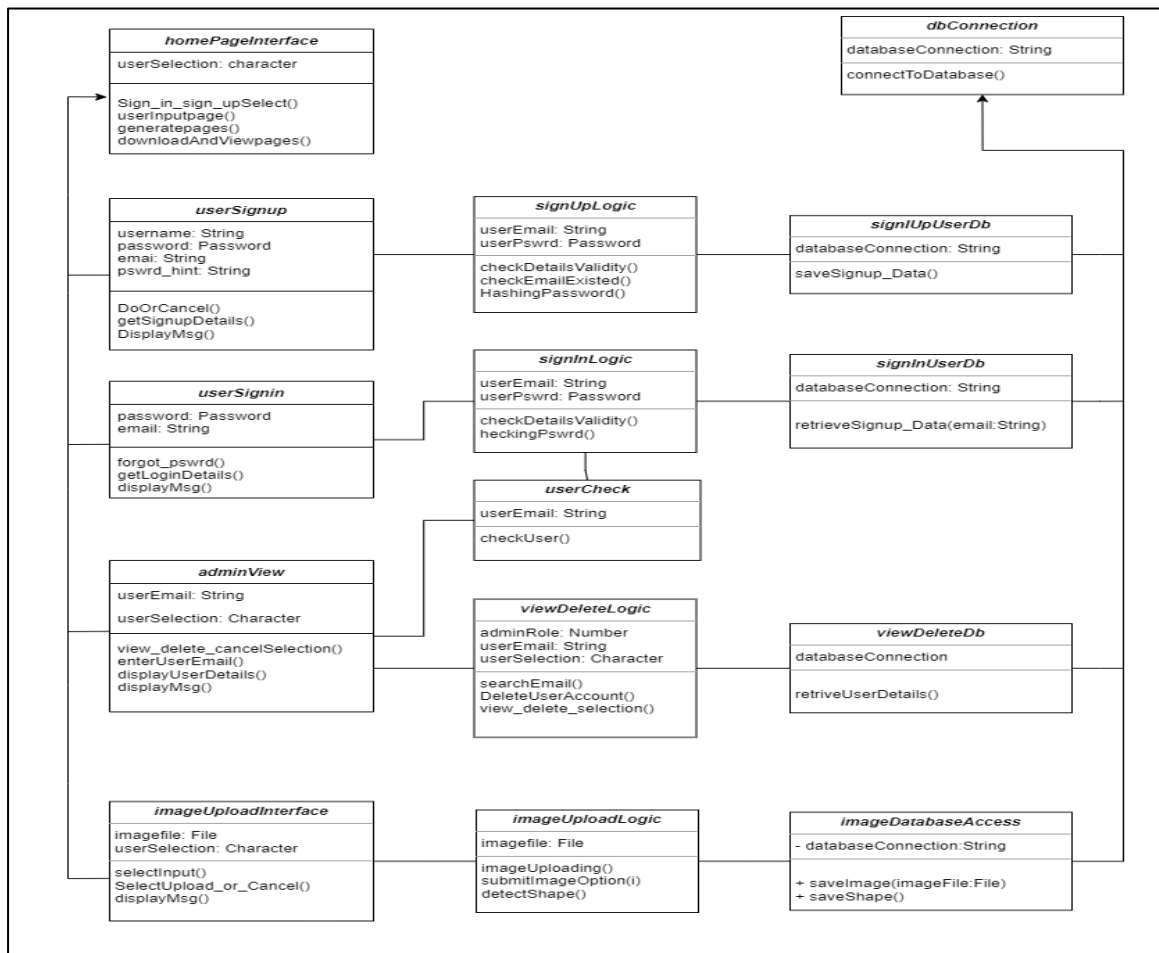 homePageInterface
userSelection: character
Sign_in_sign_upSelect()
userInputpage()
generatepages()
downloadAndViewpages()
dbConnection
databaseConnection: String
connectToDatabase()
userSignup
username: String
password: Password
emai: String
pswrd_hint: String
DoOrCancel()
getSignupDetails()
DisplayMsg()
signUpLogic
userEmail: String
userPswrd: Password
checkDetailsValidity()
checkEmailExisted()
HashingPassword()
signIUpUserDb
databaseConnection: String
saveSignup_Data()
userSignin
password: Password
email: String
forgot_pswrd()
getLoginDetails()
displayMsg()
signInLogic
userEmail: String
userPswrd: Password
checkDetailsValidity()
heckingPswrd()
signInUserDb
databaseConnection: String
retrieveSignup_Data(email:String)
userCheck
userEmail: String
checkUser()
adminView
userEmail: String
userSelection: Character
view_delete_cancelSelection()
enterUserEmail()
displayUserDetails()
displayMsg()
viewDeleteLogic
adminRole: Number
userEmail: String
userSelection: Character
searchEmail()
DeleteUserAccount()
view_delete_selection()
viewDeleteDb
databaseConnection
retriveUserDetails()
imageUploadInterface
imagefile: File
userSelection: Character
selectInput()
SelectUpload_or_Cancel()
displayMsg()
imageUploadLogic
imagefile: File
imageUploading()
submitImageOption(i)
detectShape()
imageDatabaseAccess
- databaseConnection:String
+ saveImage(imageFile:File)
+ saveShape()